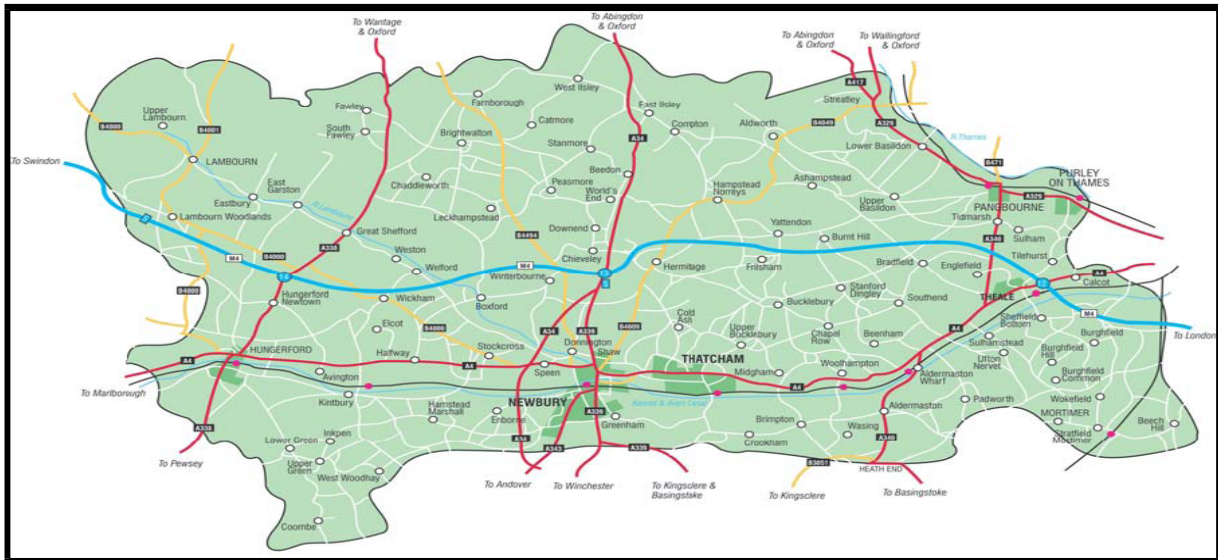 To Wantage
& Oxford
To Abingdon
& Oxford
To Abingdon
& Oxford
To Wallingford
& Oxford
A417
West Ilsley
Farnborough
Streatley
East Ilsley
Fawley
Upper
Lambourn
B4000
B4001
South
Fawley
Catmore
Compton
Aldworth
B4049
A329
Brightwalton
A34
R Thames
Stanmore
Lower Basildon
To Swindon
LAMBOURN
B471
Beedon
PURLEY
ON THAMES
East
Garston
Chaddleworth
Peasmore
World's
End
Hampstead
Norreys
Ashampstead
Eastbury
R Lambourn
Upper
Basildon
A329
PANGBOURNE
Lambourn Woodlands
Leckhampstead
Tidmarsh
Great Shefford
Downend
Yattendon
Burnt Hill
Sulham
B4494
A338
A340
Weston
Chieveley
M4
B4000
Welford
M4
Winterbourne
13
Hermitage
Frilsham
Bradfield
Englefield
Tilehurst
14
A4
Calcot
12
B4000
Hungerford
Newtown
Wickham
Boxford
Bucklebury
Stanford
Dingley
Southend
THEALE
M4
Elcot
B4000
A34
A339
B4009
Cold
Ash
Upper
Bucklebury
Chapel
Row
Beenham
A4
Sheffield
Bottom
Sulhamstead
Burghfield
To London
HUNGERFORD
Halfway
Stockcross
Donnington
Shaw
THATCHAM
Woolhampton
Ufton
Nervet
Burghfield
Hill
A4
A4
Speen
Midgham
A4
Aldermaston
Wharf
Burghfield
Common
To Marlborough
Avington
Kintbury
Hamstead
Marshall
NEWBURY
Kennet & Avon Canal
Padworth
Wokefield
Enborne
A339
Greenham
Brimpton
Aldermaston
MORTIMER
Beech
Hill
A338
Inkpen
Lower Green
A34
A343
A339
Crookham
Wasing
A340
Stratfield
Mortimer
To Pewsey
Upper
Green
West Woodhay
B3051
HEATH END
To Andover
To Winchester
To Kingsclere &
Basingstake
To Kingsclere
To Basingstoke
Coombe